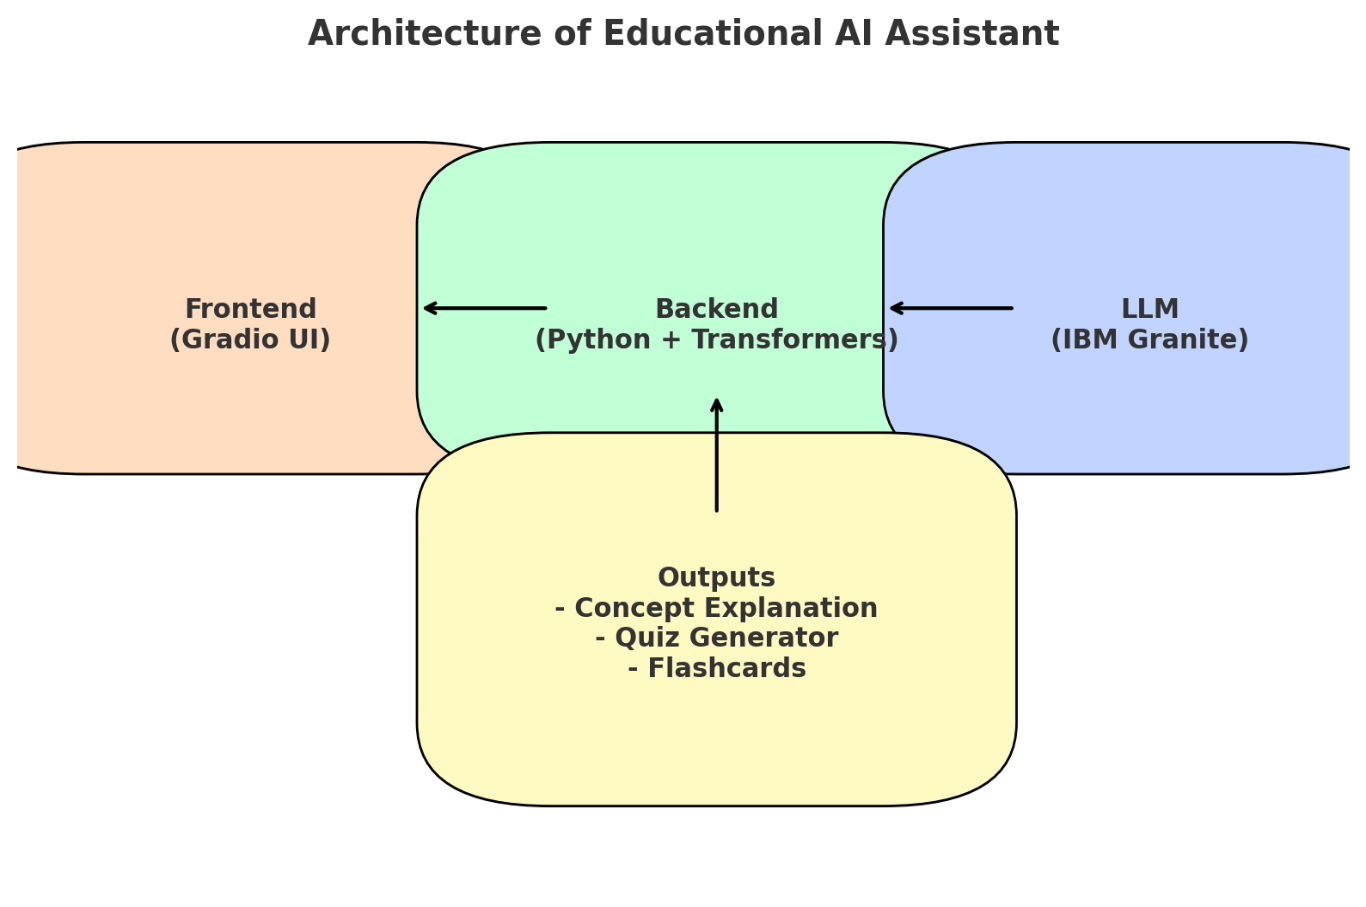 Architecture of Educational AI Assistant
Frontend
(Gradio UI)
Backend
(Python + Transformers)
LLM
(IBM Granite)
Outputs
- Concept Explanation
- Quiz Generator
- Flashcards